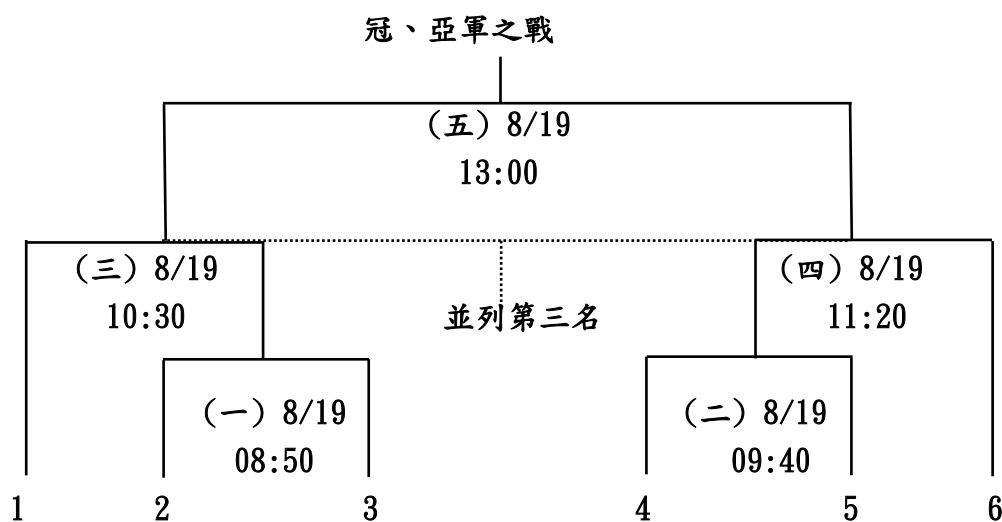 冠、亞軍之戰
(五) 8/19
13:00
(三) 8/19
10:30
(四) 8/19
11:20
並列第三名
(一) 8/19
08:50
(二) 8/19
09:40
1 2 3 4 5 6